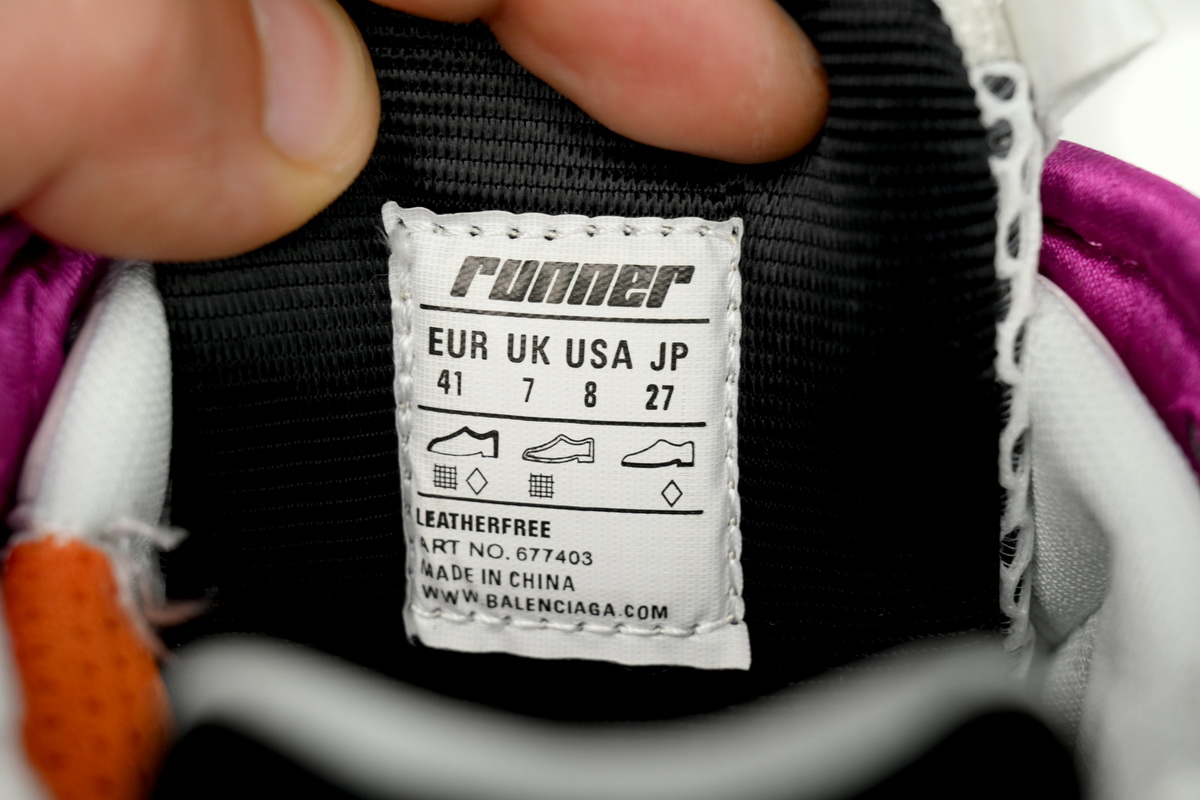 runner
EUR UK USA JP
41 7 8 27
LEATHERFREE
ART NO. 677403
MADE IN CHINA
WWW.BALENCIAGA.COM